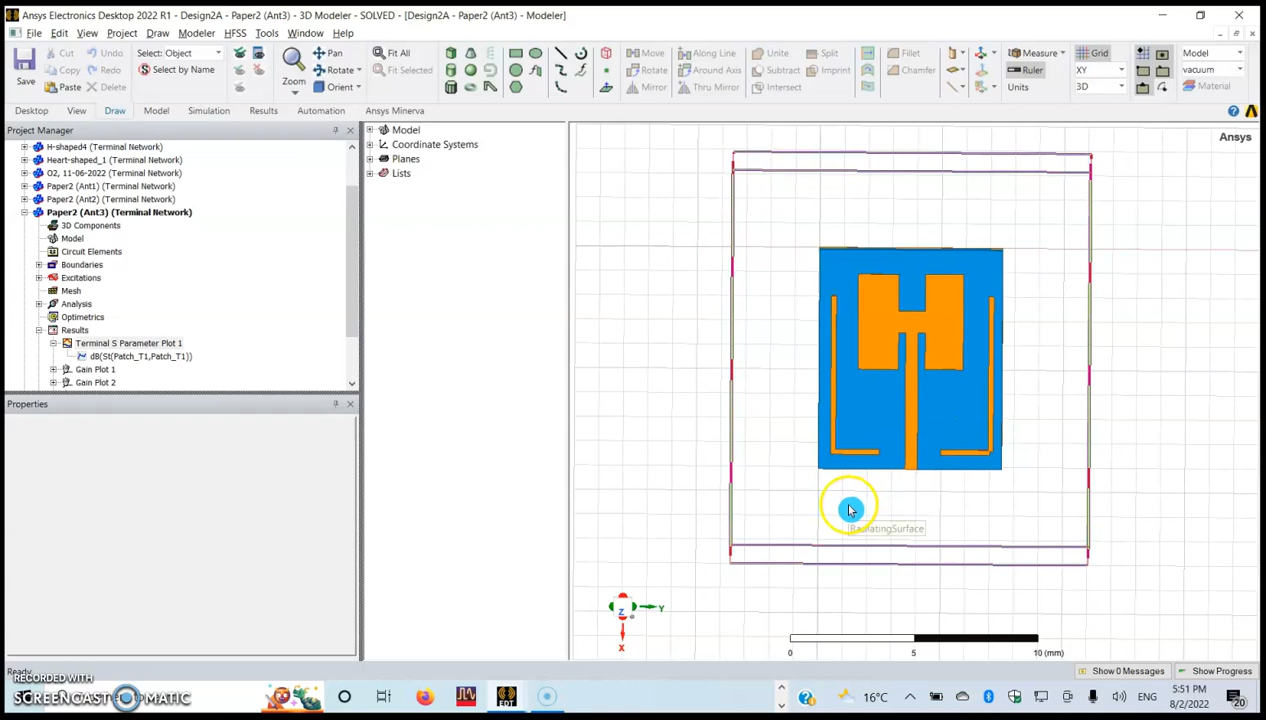 Ansys Electronics Desktop 2022 R1 - Design2A - Paper2 (Ant3) - 3D Modeler - SOLVED - [Design2A - Paper2 (Ant3) - Modeler]
File Edit View Project Draw Modeler HFSS Tools Window Help
Save
Cut
Copy
Paste
Undo
Redo
Delete
Select: Object
Select by Name
Zoom
Pan
Rotate
Orient
Fit All
Fit Selected
Move
Rotate
Mirror
Along Line
Around Axis
Thru Mirror
Unite
Subtract
Intersect
Split
Imprint
Fillet
Chamfer
Measure
Ruler
Units
Grid
XY
3D
Model
vacuum
Material
Desktop View Draw Model Simulation Results Automation Ansys Minerva
Project Manager
H-shaped4 (Terminal Network)
Heart-shaped_1 (Terminal Network)
O2, 11-06-2022 (Terminal Network)
Paper2 (Ant1) (Terminal Network)
Paper2 (Ant2) (Terminal Network)
Paper2 (Ant3) (Terminal Network)
3D Components
Model
Circuit Elements
Boundaries
Excitations
Mesh
Analysis
Optimetrics
Results
Terminal S Parameter Plot 1
dB(St(Patch_T1,Patch_T1))
Gain Plot 1
Gain Plot 2
Properties
Model
Coordinate Systems
Planes
Lists
Ansys
RadiatingSurface
Z
Y
X
0 5 10 (mm)
Ready
Show 0 Messages Show Progress
RECORDED WITH
SCREENCAST MATIC
EDT
16°C
ENG
5:51 PM
8/2/2022
20